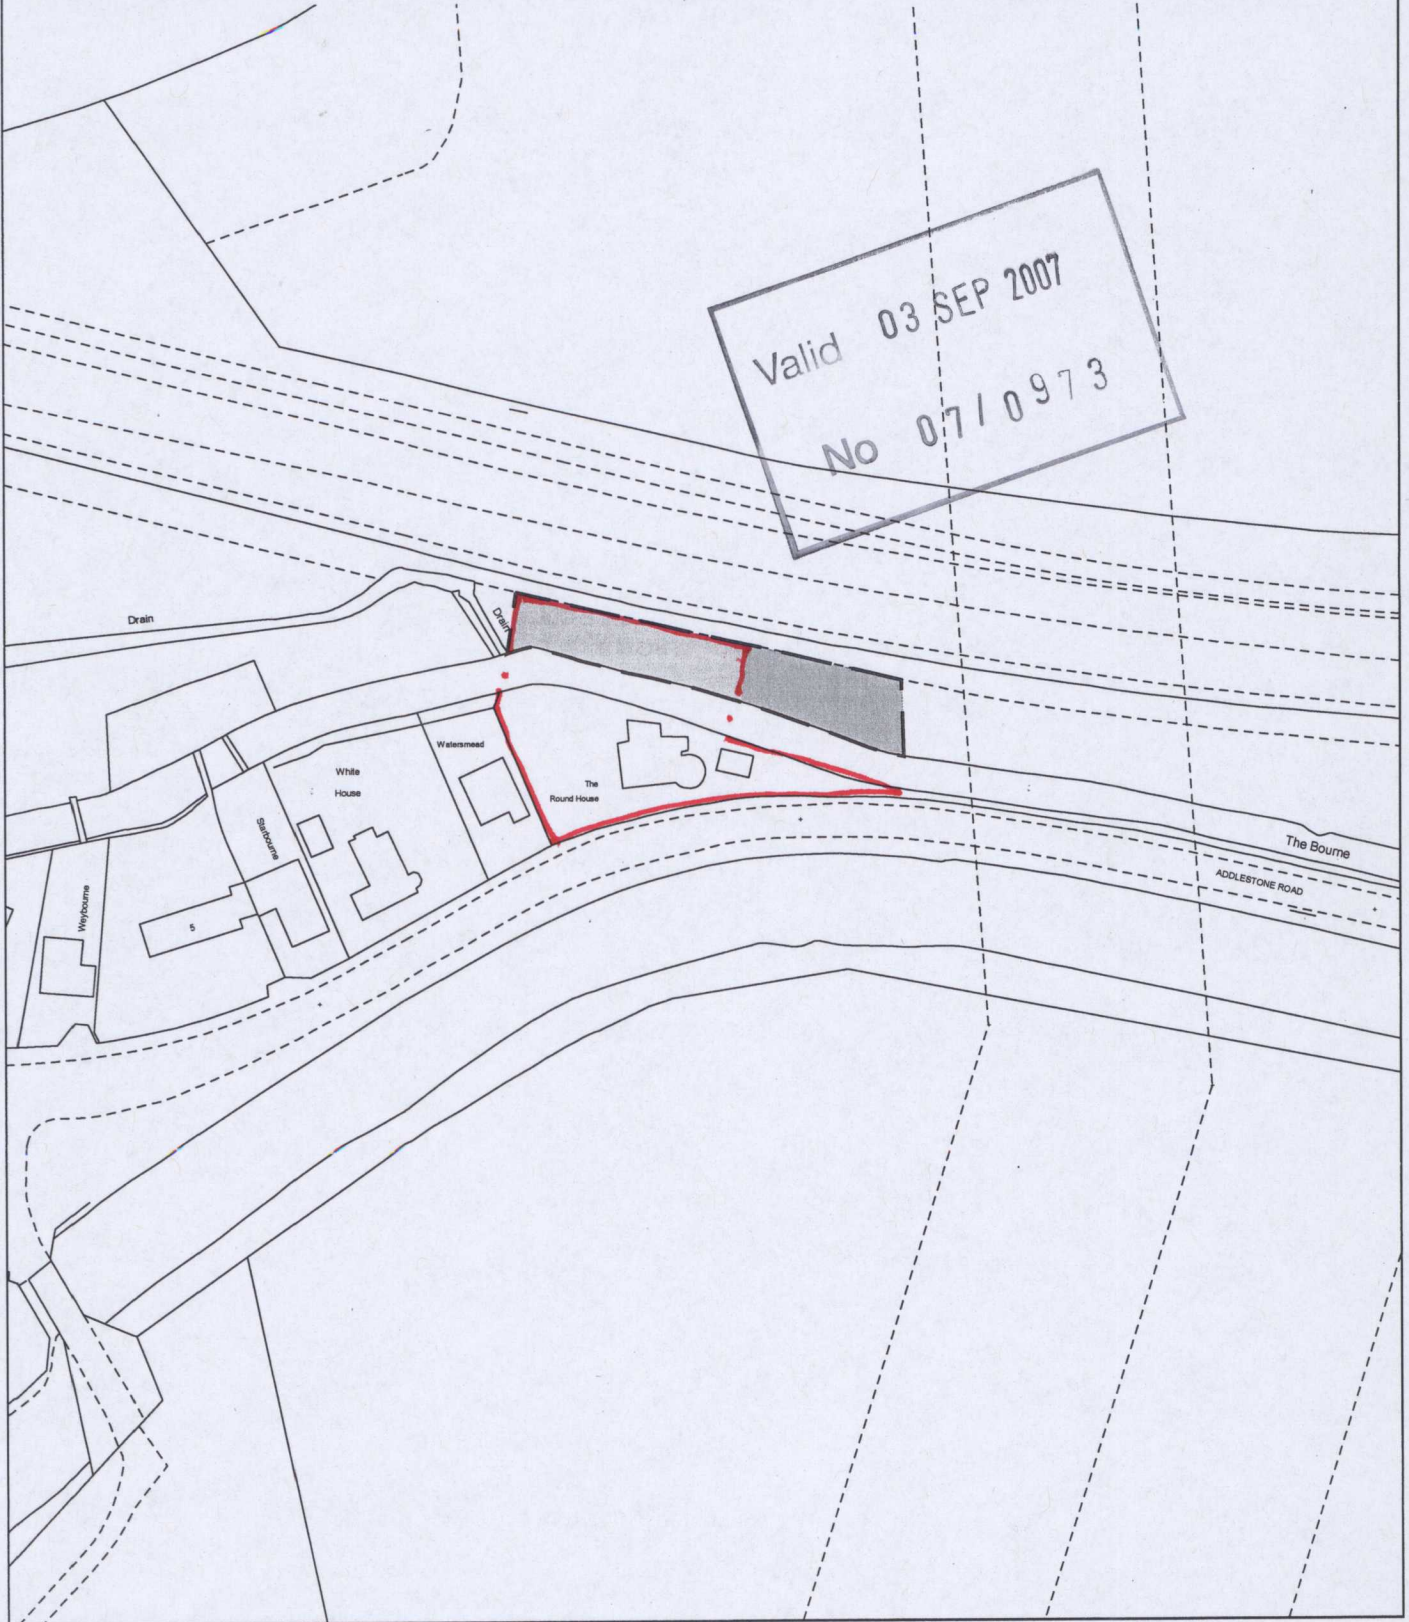 Valid 03 SEP 2007
No 07/0973
Drain
Drain
Watersmead
White
House
The
Round House
Starbourne
Weybourne
5
The Bourne
ADDLESTONE ROAD